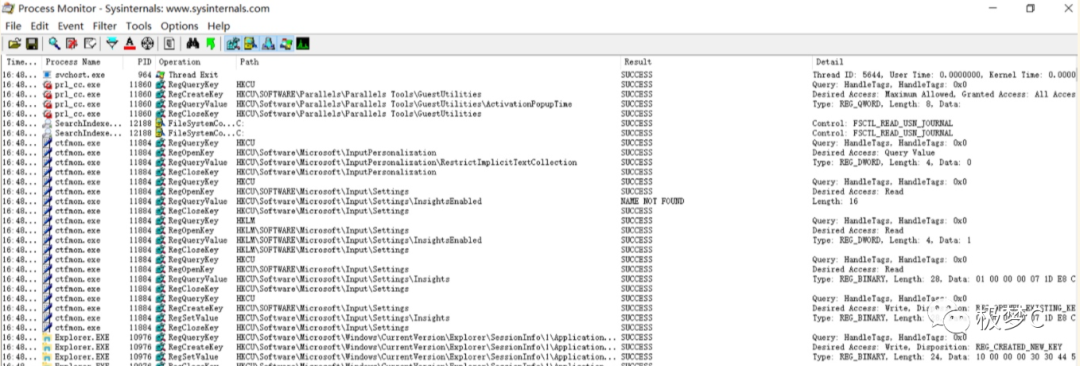 Process Monitor - Sysinternals: www.sysinternals.com
File Edit Event Filter Tools Options Help
Time... Process Name PID Operation Path Result Detail
16:48... svchost.exe 964 Thread Exit SUCCESS Thread ID: 5644, User Time: 0.0000000, Kernel Time: 0.0000
16:48... prl_cc.exe 11860 RegQueryKey HKCU SUCCESS Query: HandleTags, HandleTags: 0x0
16:48... prl_cc.exe 11860 RegCreateKey HKCU\SOFTWARE\Parallels\Parallels Tools\GuestUtilities SUCCESS Desired Access: Maximum Allowed, Granted Access: All Acces
16:48... prl_cc.exe 11860 RegQueryValue HKCU\SOFTWARE\Parallels\Parallels Tools\GuestUtilities\ActivationPopupTime SUCCESS Type: REG_QWORD, Length: 8, Data:
16:48... prl_cc.exe 11860 RegCloseKey HKCU\SOFTWARE\Parallels\Parallels Tools\GuestUtilities SUCCESS
16:48... SearchIndexe... 12188 FileSystemCo... C: SUCCESS Control: FSCTL_READ_USN_JOURNAL
16:48... SearchIndexe... 12188 FileSystemCo... C: SUCCESS Control: FSCTL_READ_USN_JOURNAL
16:48... ctfmon.exe 11884 RegQueryKey HKCU SUCCESS Query: HandleTags, HandleTags: 0x0
16:48... ctfmon.exe 11884 RegOpenKey HKCU\Software\Microsoft\InputPersonalization SUCCESS Desired Access: Query Value
16:48... ctfmon.exe 11884 RegQueryValue HKCU\Software\Microsoft\InputPersonalization\RestrictImplicitTextCollection SUCCESS Type: REG_DWORD, Length: 4, Data: 0
16:48... ctfmon.exe 11884 RegCloseKey HKCU\Software\Microsoft\InputPersonalization SUCCESS
16:48... ctfmon.exe 11884 RegQueryKey HKCU SUCCESS Query: HandleTags, HandleTags: 0x0
16:48... ctfmon.exe 11884 RegOpenKey HKCU\SOFTWARE\Microsoft\Input\Settings SUCCESS Desired Access: Read
16:48... ctfmon.exe 11884 RegQueryValue HKCU\Software\Microsoft\Input\Settings\InsightsEnabled NAME NOT FOUND Length: 16
16:48... ctfmon.exe 11884 RegCloseKey HKCU\Software\Microsoft\Input\Settings SUCCESS
16:48... ctfmon.exe 11884 RegQueryKey HKLM SUCCESS Query: HandleTags, HandleTags: 0x0
16:48... ctfmon.exe 11884 RegOpenKey HKLM\SOFTWARE\Microsoft\Input\Settings SUCCESS Desired Access: Read
16:48... ctfmon.exe 11884 RegQueryValue HKLM\SOFTWARE\Microsoft\Input\Settings\InsightsEnabled SUCCESS Type: REG_DWORD, Length: 4, Data: 1
16:48... ctfmon.exe 11884 RegCloseKey HKLM\SOFTWARE\Microsoft\Input\Settings SUCCESS
16:48... ctfmon.exe 11884 RegQueryKey HKCU SUCCESS Query: HandleTags, HandleTags: 0x0
16:48... ctfmon.exe 11884 RegOpenKey HKCU\SOFTWARE\Microsoft\Input\Settings SUCCESS Desired Access: Read
16:48... ctfmon.exe 11884 RegQueryValue HKCU\Software\Microsoft\Input\Settings\Insights SUCCESS Type: REG_BINARY, Length: 28, Data: 01 00 00 00 07 1D E8 C
16:48... ctfmon.exe 11884 RegCloseKey HKCU\Software\Microsoft\Input\Settings SUCCESS
16:48... ctfmon.exe 11884 RegQueryKey HKCU SUCCESS Query: HandleTags, HandleTags: 0x0
16:48... ctfmon.exe 11884 RegCreateKey HKCU\SOFTWARE\Microsoft\Input\Settings SUCCESS Desired Access: Write, EXISTING_KE
16:48... ctfmon.exe 11884 RegSetValue HKCU\Software\Microsoft\Input\Settings\Insights SUCCESS Type: REG_BINARY, Length: 07 1D E8 C
16:48... ctfmon.exe 11884 RegCloseKey HKCU\Software\Microsoft\Input\Settings SUCCESS
16:48... Explorer.EXE 10976 RegQueryKey HKCU\Software\Microsoft\Windows\CurrentVersion\Explorer\SessionInfo\1\Application... SUCCESS Query: HandleTags, HandleTags: 0x0
16:48... Explorer.EXE 10976 RegCreateKey HKCU\Software\Microsoft\Windows\CurrentVersion\Explorer\SessionInfo\1\Application... SUCCESS Desired Access: Write, Disposition: REG_CREATED_NEW_KEY
16:48... Explorer.EXE 10976 RegSetValue HKCU\Software\Microsoft\Windows\CurrentVersion\Explorer\SessionInfo\1\Application... SUCCESS Type: REG_BINARY, Length: 24, Data: 10 00 00 00 30 30 44 5
极梦C